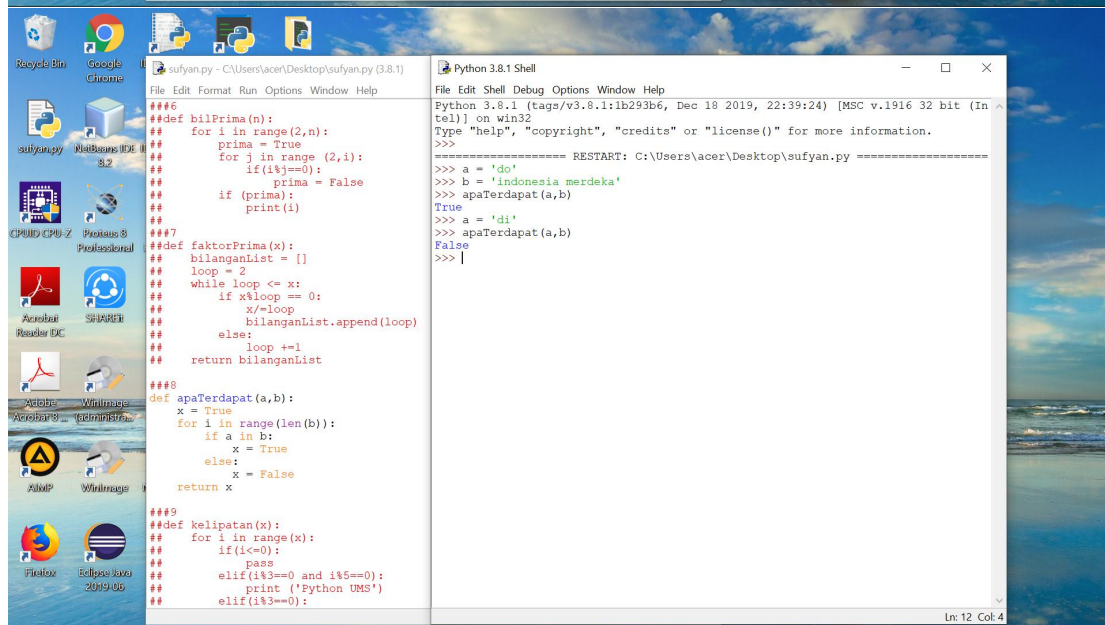 Recycle Bin
Google
Chrome
sufyan.py
NetBeans IDE
8.2
CPUID CPU-Z
Proteus 8
Professional
Acrobat
Reader DC
SHAREit
Adobe
Acrobat 8 ...
WinImage
(administra...
AIMP
WinImage
Firefox
Eclipse Java
2019-06
sufyan.py - C:\Users\acer\Desktop\sufyan.py (3.8.1)
File Edit Format Run Options Window Help
###6
##def bilPrima(n):
##    for i in range(2,n):
##        prima = True
##        for j in range (2,i):
##            if(i%j==0):
##                prima = False
##        if (prima):
##            print(i)
##
###7
##def faktorPrima(x):
##    bilanganList = []
##    loop = 2
##    while loop <= x:
##        if x%loop == 0:
##            x/=loop
##            bilanganList.append(loop)
##        else:
##            loop +=1
##    return bilanganList
###8
def apaTerdapat(a,b):
    x = True
    for i in range(len(b)):
        if a in b:
            x = True
        else:
            x = False
    return x
###9
##def kelipatan(x):
##    for i in range(x):
##        if(i<=0):
##            pass
##        elif(i%3==0 and i%5==0):
##            print ('Python UMS')
##        elif(i%3==0):
Python 3.8.1 Shell
File Edit Shell Debug Options Window Help
Python 3.8.1 (tags/v3.8.1:1b293b6, Dec 18 2019, 22:39:24) [MSC v.1916 32 bit (In
tel)] on win32
Type "help", "copyright", "credits" or "license()" for more information.
>>>
=================== RESTART: C:\Users\acer\Desktop\sufyan.py ===================
>>> a = 'do'
>>> b = 'indonesia merdeka'
>>> apaTerdapat(a,b)
True
>>> a = 'di'
>>> apaTerdapat(a,b)
False
>>>
Ln: 12 Col: 4